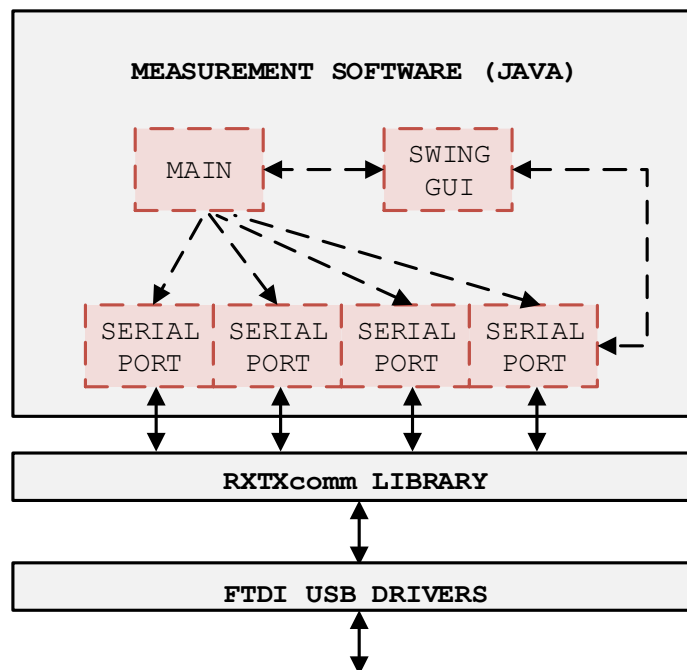 MEASUREMENT SOFTWARE (JAVA)
MAIN
SWING
GUI
SERIAL
PORT
SERIAL
PORT
SERIAL
PORT
SERIAL
PORT
RXTXcomm LIBRARY
FTDI USB DRIVERS